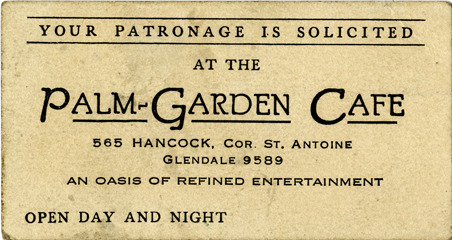 YOUR PATRONAGE IS SOLICITED
AT THE
PALM-GARDEN CAFE
565 HANCOCK, COR. ST. ANTOINE
GLENDALE 9589
AN OASIS OF REFINED ENTERTAINMENT
OPEN DAY AND NIGHT